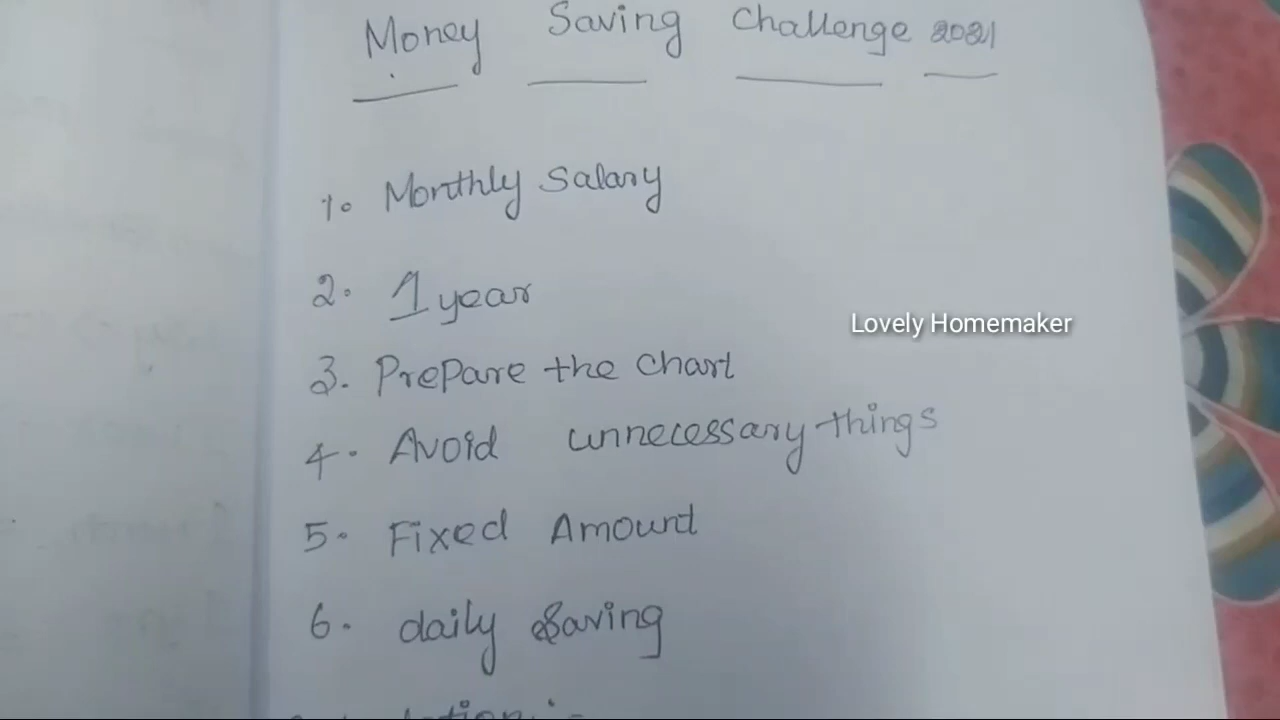 Money Saving Challenge 2021
1. Monthly Salary
2. 1 year
Lovely Homemaker
3. Prepare the chart
4. Avoid unnecessary things
5. Fixed Amount
6. daily Saving